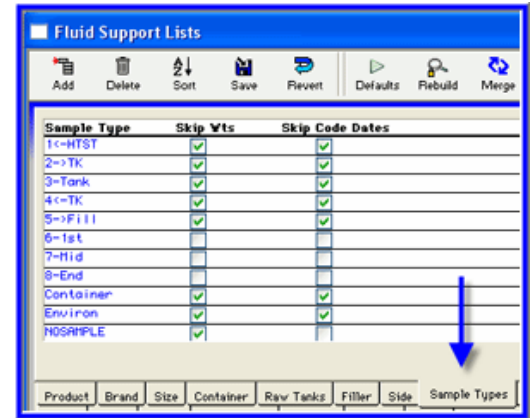 Fluid Support Lists
Add Delete Sort Save Revert Defaults Rebuild Merge
Sample Type Skip Wts Skip Code Dates
1<-HTST
2->TK
3-Tank
4<-TK
5->Fill
6-1st
7-Mid
8-End
Container
Environ
NOSAMPLE
Product Brand Size Container Raw Tanks Filler Side Sample Types